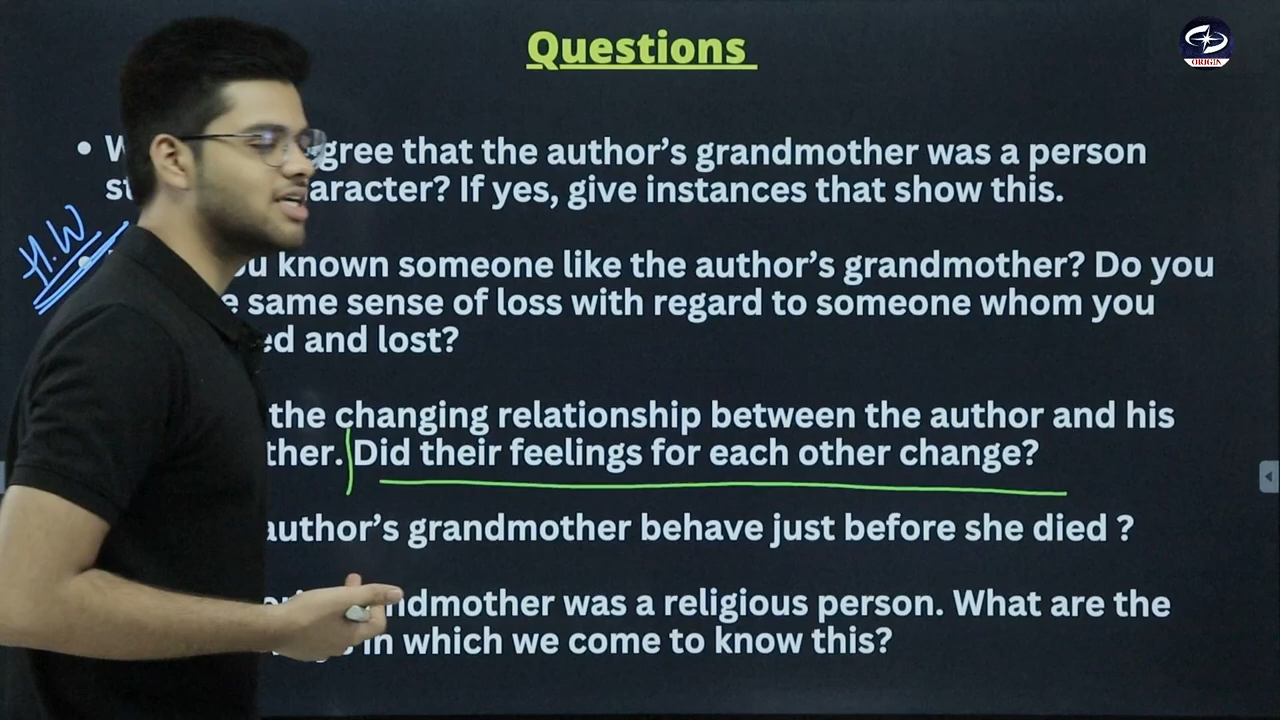 Questions
ORIGIN
gree that the author's grandmother was a person
aracter? If yes, give instances that show this.
H.W
known someone like the author's grandmother? Do you
same sense of loss with regard to someone whom you
and lost?
the changing relationship between the author and his
Did their feelings for each other change?
author's grandmother behave just before she died ?
ndmother was a religious person. What are the
in which we come to know this?